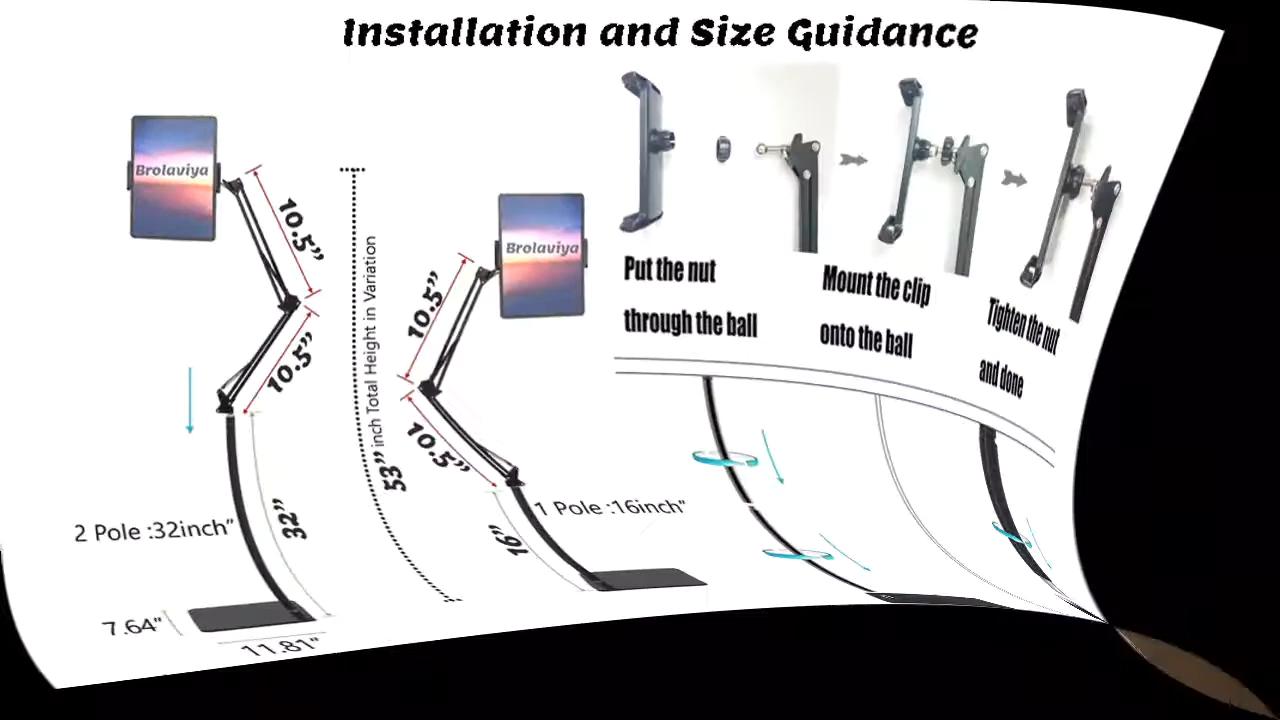 Installation and Size Guidance
Brolaviya
10.5”
10.5”
2 Pole :32inch”
32”
7.64”
11.81”
53” inch Total Height in Variation
Brolaviya
10.5”
10.5”
1 Pole :16inch”
16”
Put the nut
through the ball
Mount the clip
onto the ball
Tighten the nut
and done